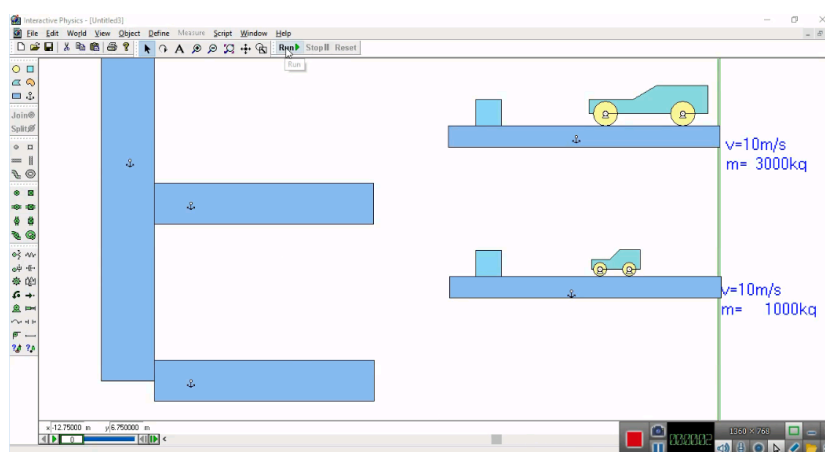 Interactive Physics - [Untitled3]
File Edit World View Object Define Measure Script Window Help
Run Stop Reset
Run
Join
Split
v=10m/s
m= 3000kq
v=10m/s
m= 1000kq
x -12.75000 m y 6.750000 m
0
1360 × 768